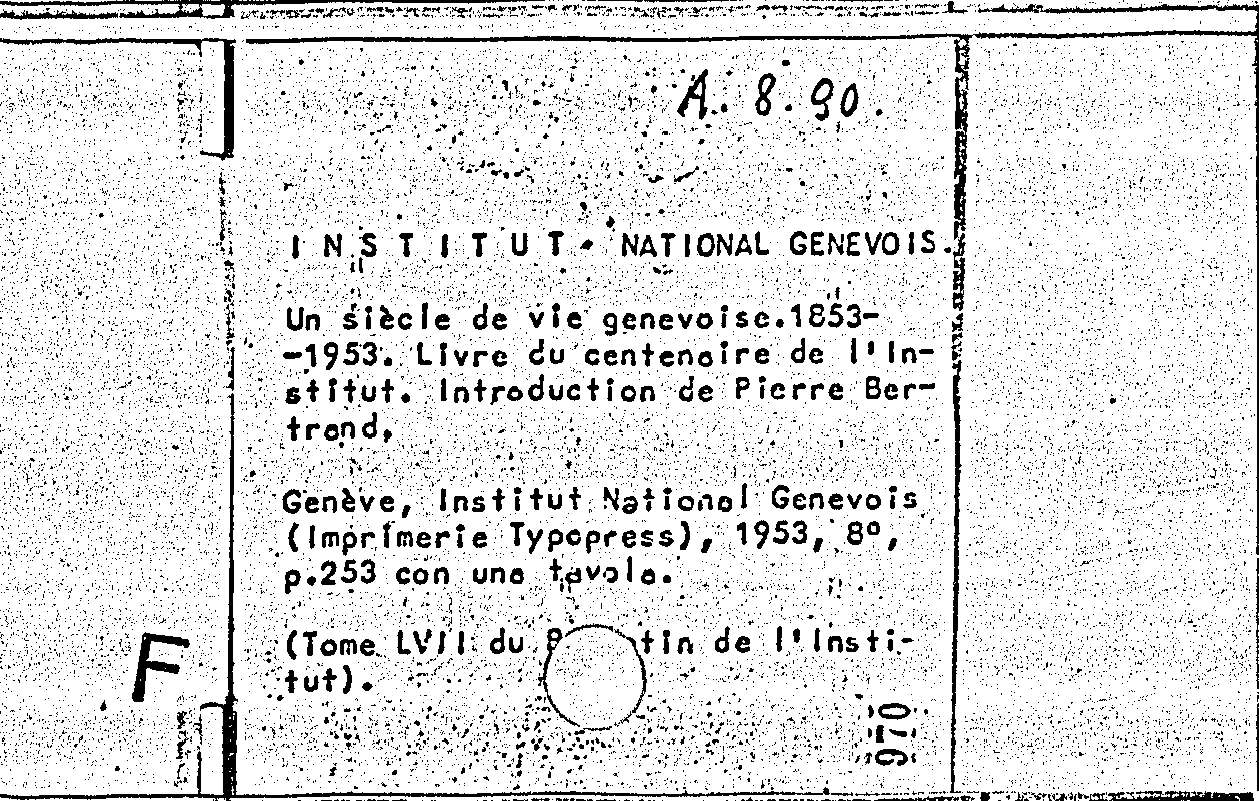 A. 8. 90.
INSTITUT NATIONAL GENEVOIS.
Un siècle de vie genevoise.1853-
-1953. Livre du centenaire de l'In-
stitut. Introduction de Pierre Ber-
trand,
Genève, Institut National Genevois
(Imprimerie Typopress), 1953, 8º,
p.253 con una tavola.
(Tome LVII du de l'Insti-
tut).
F
970